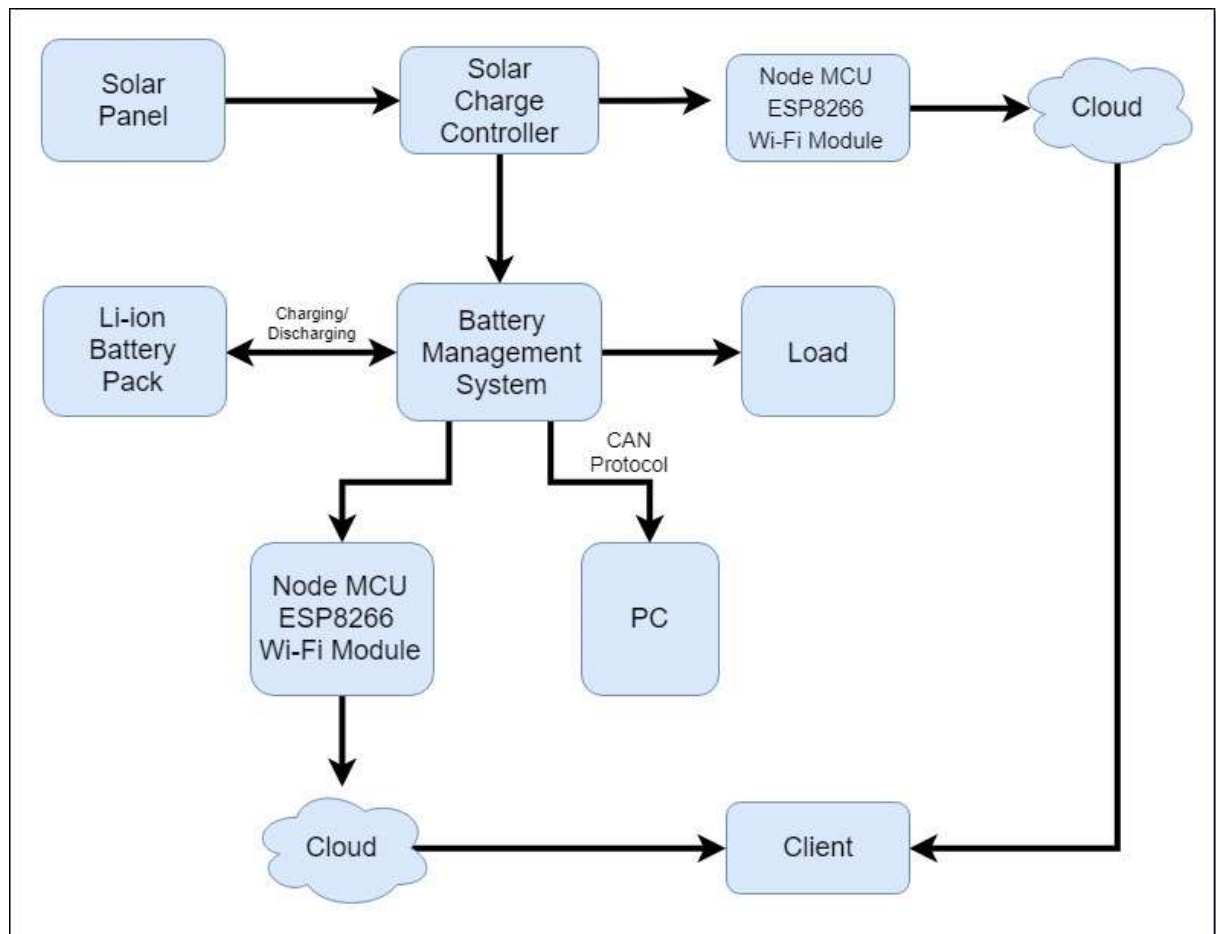 Solar
Panel
Solar
Charge
Controller
Node MCU
ESP8266
Wi-Fi Module
Cloud
Li-ion
Battery
Pack
Charging/
Discharging
Battery
Management
System
Load
CAN
Protocol
Node MCU
ESP8266
Wi-Fi Module
PC
Cloud
Client